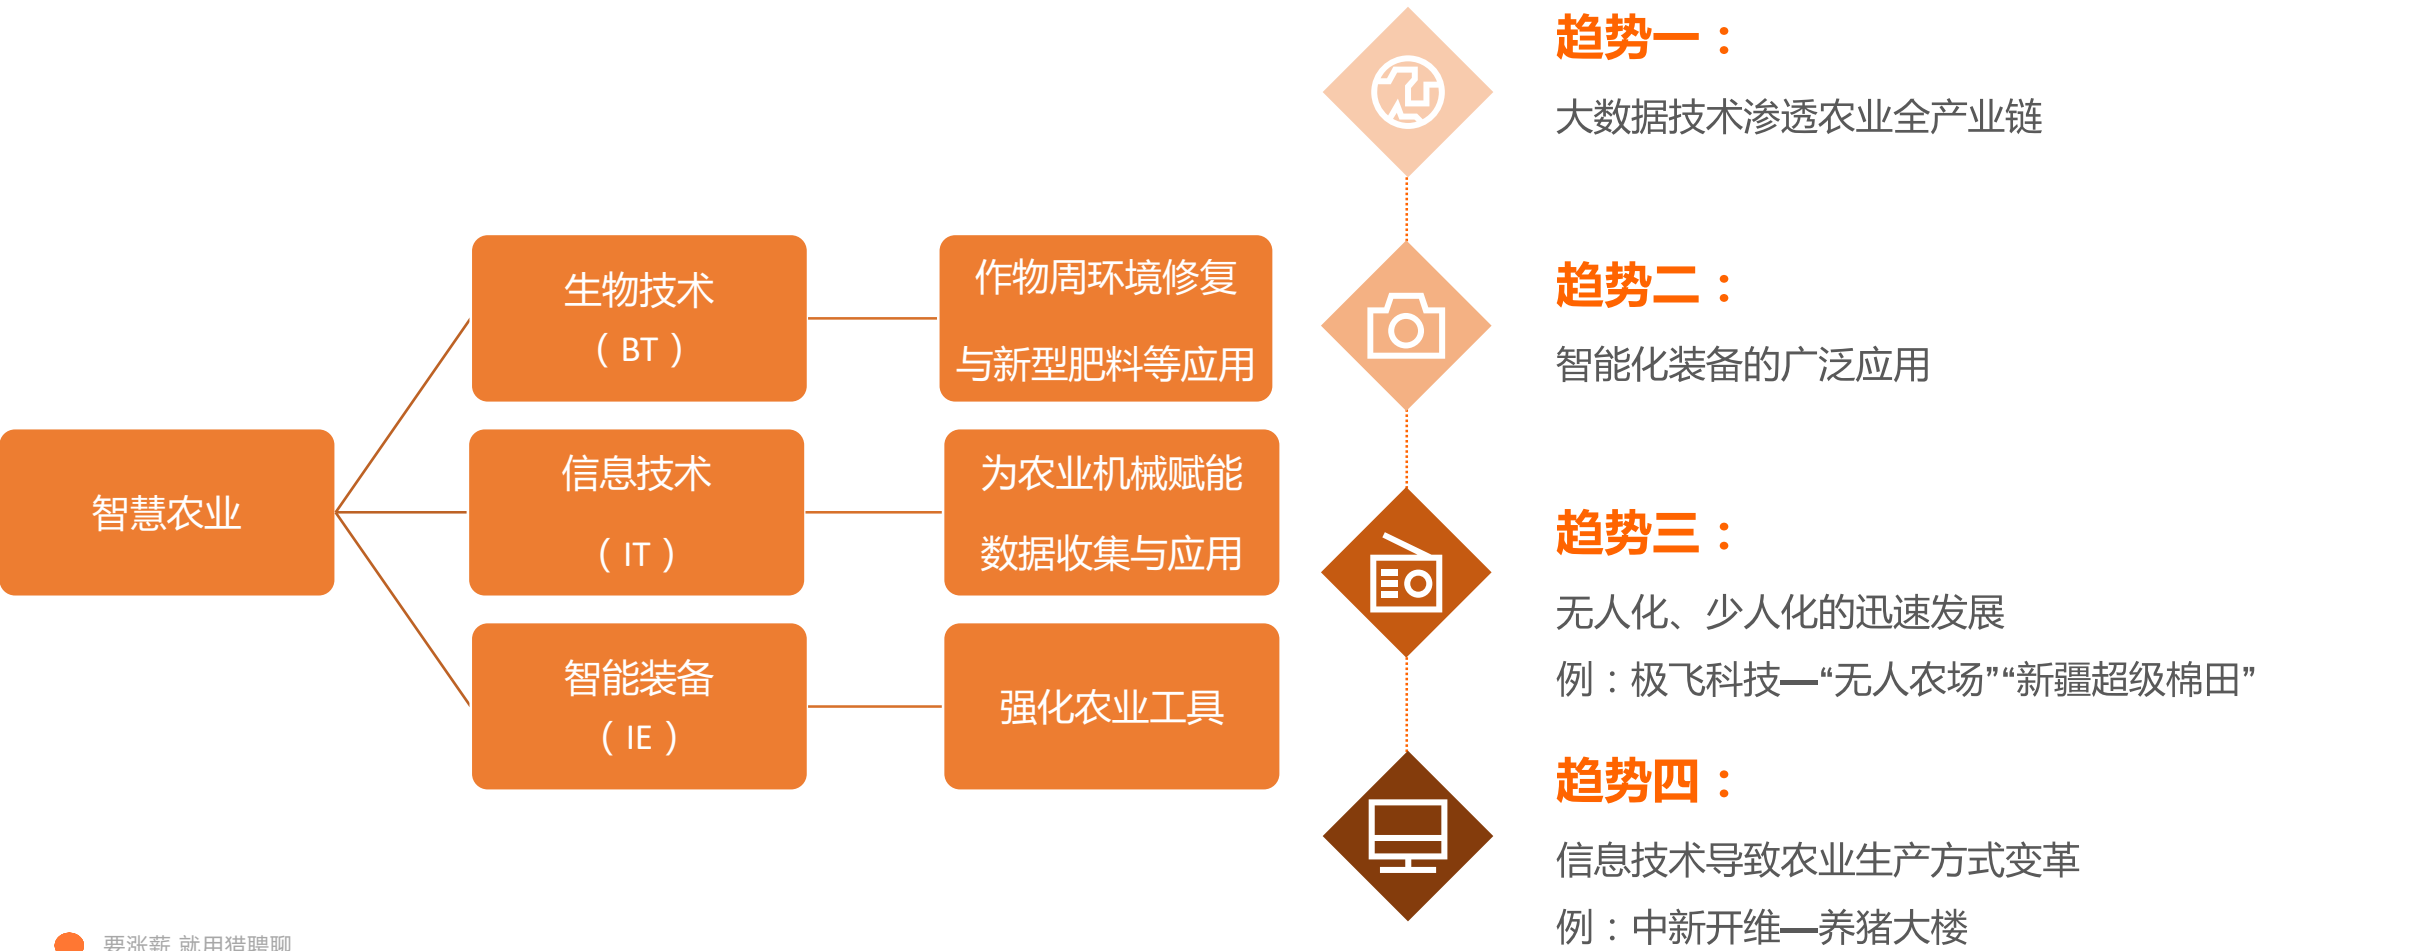 智慧农业
生物技术
（BT）
作物周环境修复
与新型肥料等应用
信息技术
（IT）
为农业机械赋能
数据收集与应用
智能装备
（IE）
强化农业工具
趋势一：
大数据技术渗透农业全产业链
趋势二：
智能化装备的广泛应用
趋势三：
无人化、少人化的迅速发展
例：极飞科技—“无人农场”“新疆超级棉田”
趋势四：
信息技术导致农业生产方式变革
例：中新开维—养猪大楼
要涨薪 就用猎聘聊